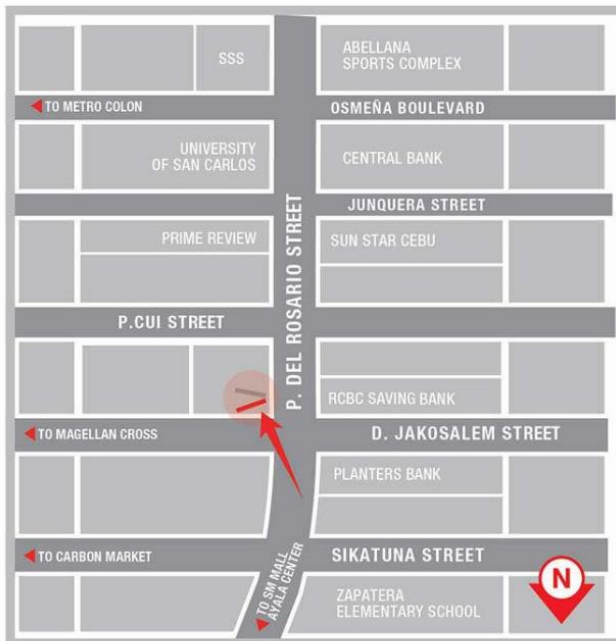 SSS
ABELLANA
SPORTS COMPLEX
TO METRO COLON
OSMEÑA BOULEVARD
UNIVERSITY
OF SAN CARLOS
CENTRAL BANK
JUNQUERA STREET
PRIME REVIEW
SUN STAR CEBU
P. DEL ROSARIO STREET
P.CUI STREET
RCBC SAVING BANK
TO MAGELLAN CROSS
D. JAKOSALEM STREET
PLANTERS BANK
TO CARBON MARKET
SIKATUNA STREET
TO SM MALL
AYALA CENTER
N
ZAPATERA
ELEMENTARY SCHOOL